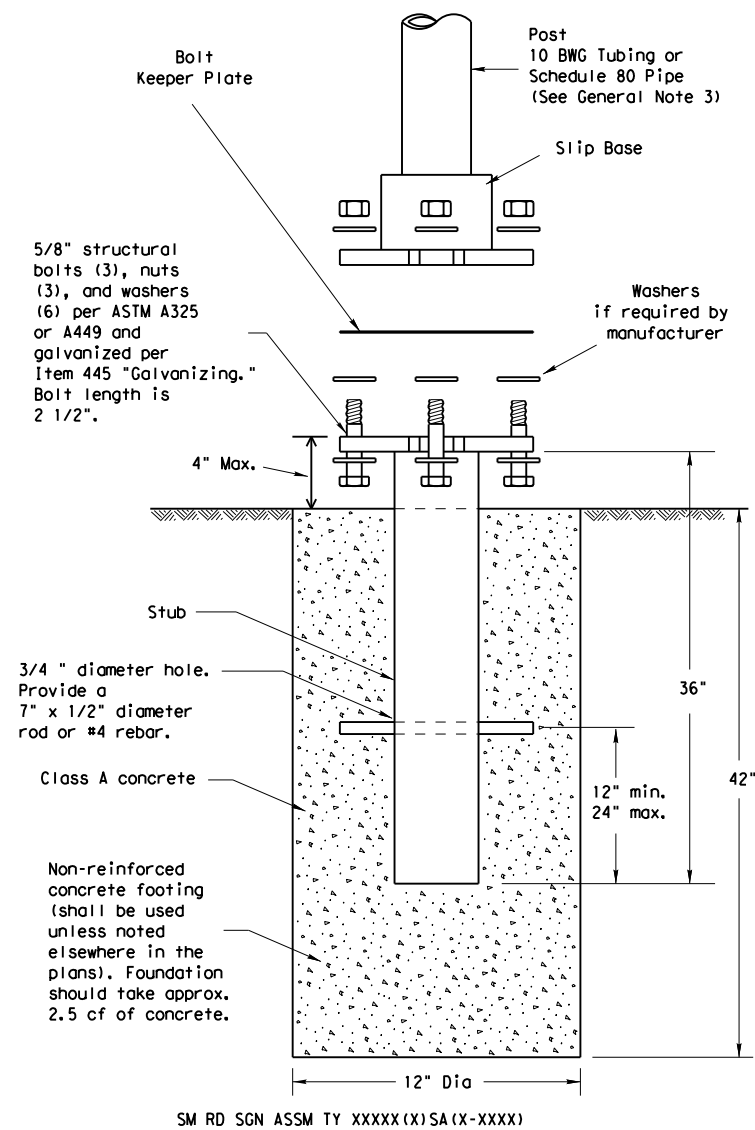 Bolt
Keeper Plate
Post
10 BWG Tubing or
Schedule 80 Pipe
(See General Note 3)
Slip Base
5/8" structural
bolts (3), nuts
(3), and washers
(6) per ASTM A325
or A449 and
galvanized per
Item 445 "Galvanizing."
Bolt length is
2 1/2".
Washers
if required by
manufacturer
4" Max.
Stub
3/4 " diameter hole.
Provide a
7" x 1/2" diameter
rod or #4 rebar.
36"
Class A concrete
42"
12" min.
24" max.
Non-reinforced
concrete footing
(shall be used
unless noted
elsewhere in the
plans). Foundation
should take approx.
2.5 cf of concrete.
12" Dia
SM RD SGN ASSM TY XXXXX(X)SA(X-XXXX)